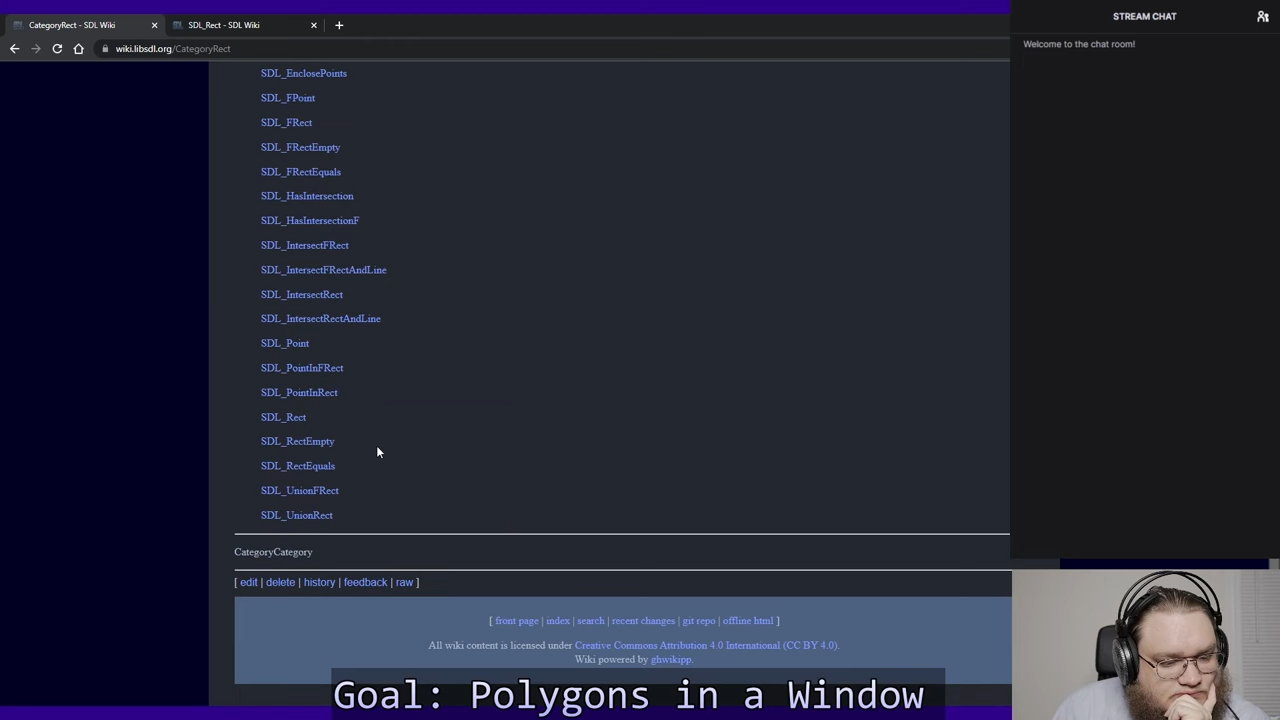 CategoryRect - SDL Wiki
SDL_Rect - SDL Wiki
wiki.libsdl.org/CategoryRect
STREAM CHAT
Welcome to the chat room!
SDL_EnclosePoints
SDL_FPoint
SDL_FRect
SDL_FRectEmpty
SDL_FRectEquals
SDL_HasIntersection
SDL_HasIntersectionF
SDL_IntersectFRect
SDL_IntersectFRectAndLine
SDL_IntersectRect
SDL_IntersectRectAndLine
SDL_Point
SDL_PointInFRect
SDL_PointInRect
SDL_Rect
SDL_RectEmpty
SDL_RectEquals
SDL_UnionFRect
SDL_UnionRect
CategoryCategory
[ edit | delete | history | feedback | raw ]
[ front page | index | search | recent changes | git repo | offline html ]
All wiki content is licensed under Creative Commons Attribution 4.0 International (CC BY 4.0).
Wiki powered by ghwikipp.
Goal: Polygons in a Window